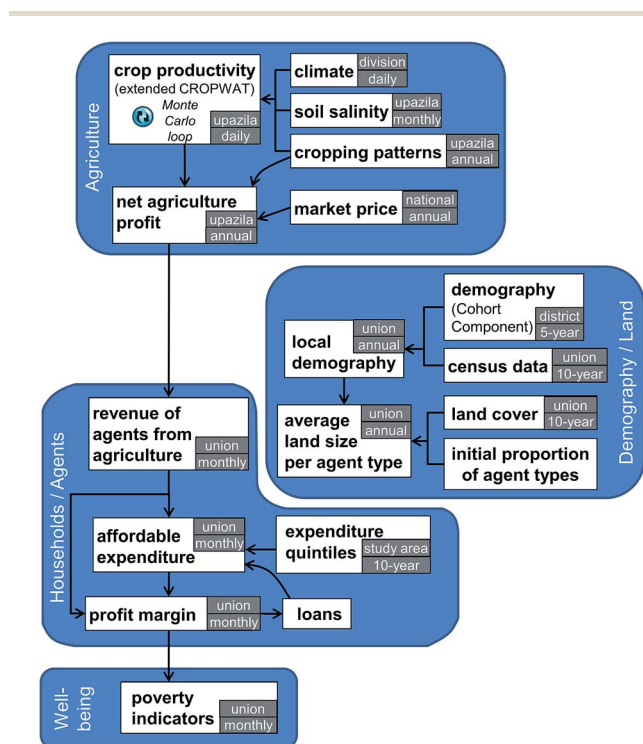 Agriculture
crop productivity
(extended CROPWAT)
Monte
Carlo
loop
upazila
daily
climate
division
daily
soil salinity
upazila
monthly
cropping patterns
upazila
annual
net agriculture
profit
upazila
annual
market price
national
annual
Demography / Land
demography
(Cohort
Component)
district
5-year
local
demography
union
annual
census data
union
10-year
average
land size
per agent type
union
annual
land cover
union
10-year
initial proportion
of agent types
Households / Agents
revenue of
agents from
agriculture
union
monthly
affordable
expenditure
union
monthly
expenditure
quintiles
study area
10-year
profit margin
union
monthly
loans
Well-
being
poverty
indicators
union
monthly